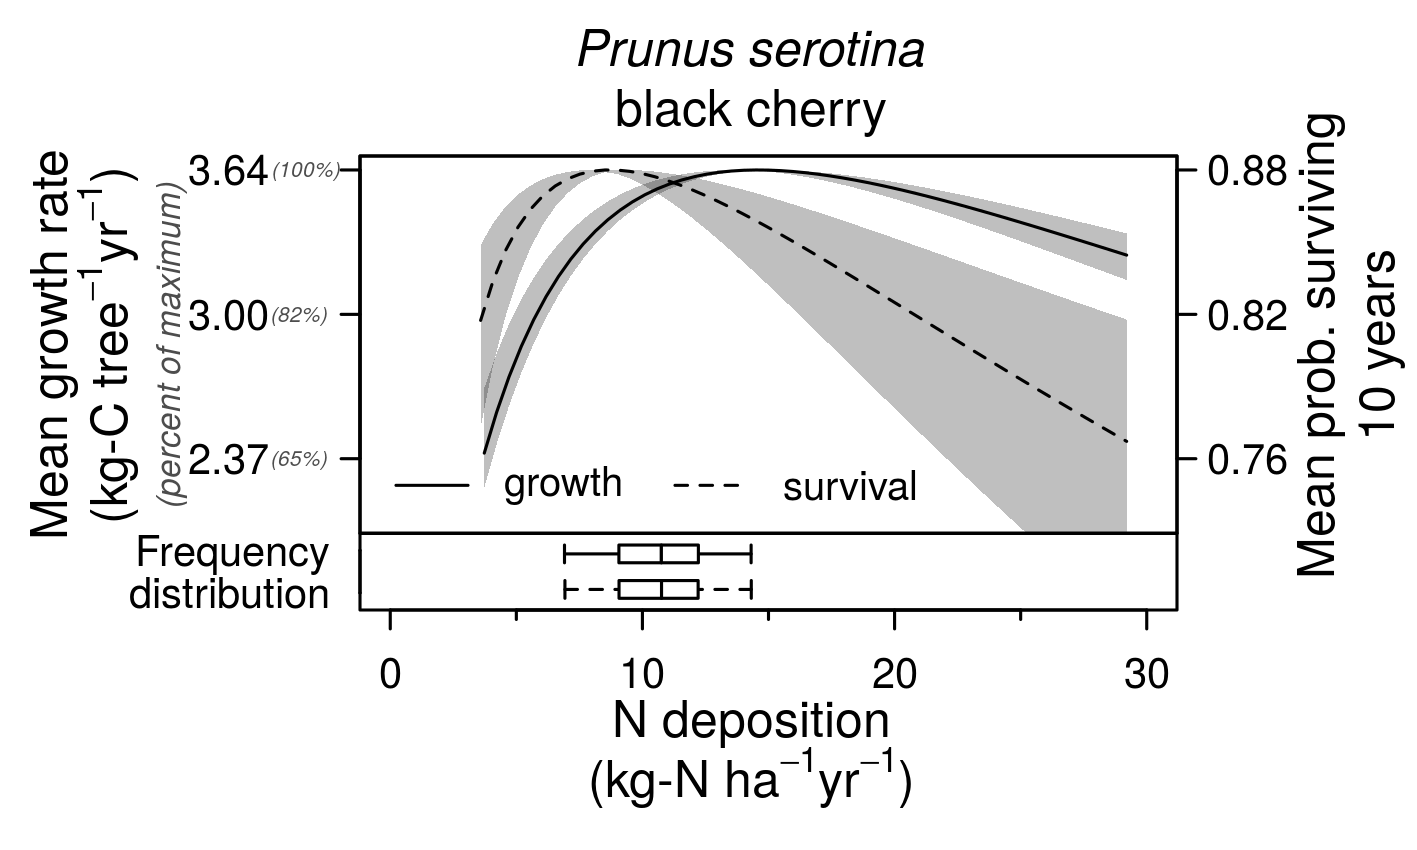 Prunus serotina
black cherry
Mean growth rate
(kg-C tree⁻¹yr⁻¹)
(percent of maximum)
3.64 (100%)
3.00 (82%)
2.37 (65%)
0.88
0.82
0.76
Mean prob. surviving
10 years
growth
survival
Frequency
distribution
0 10 20 30
N deposition
(kg-N ha⁻¹yr⁻¹)